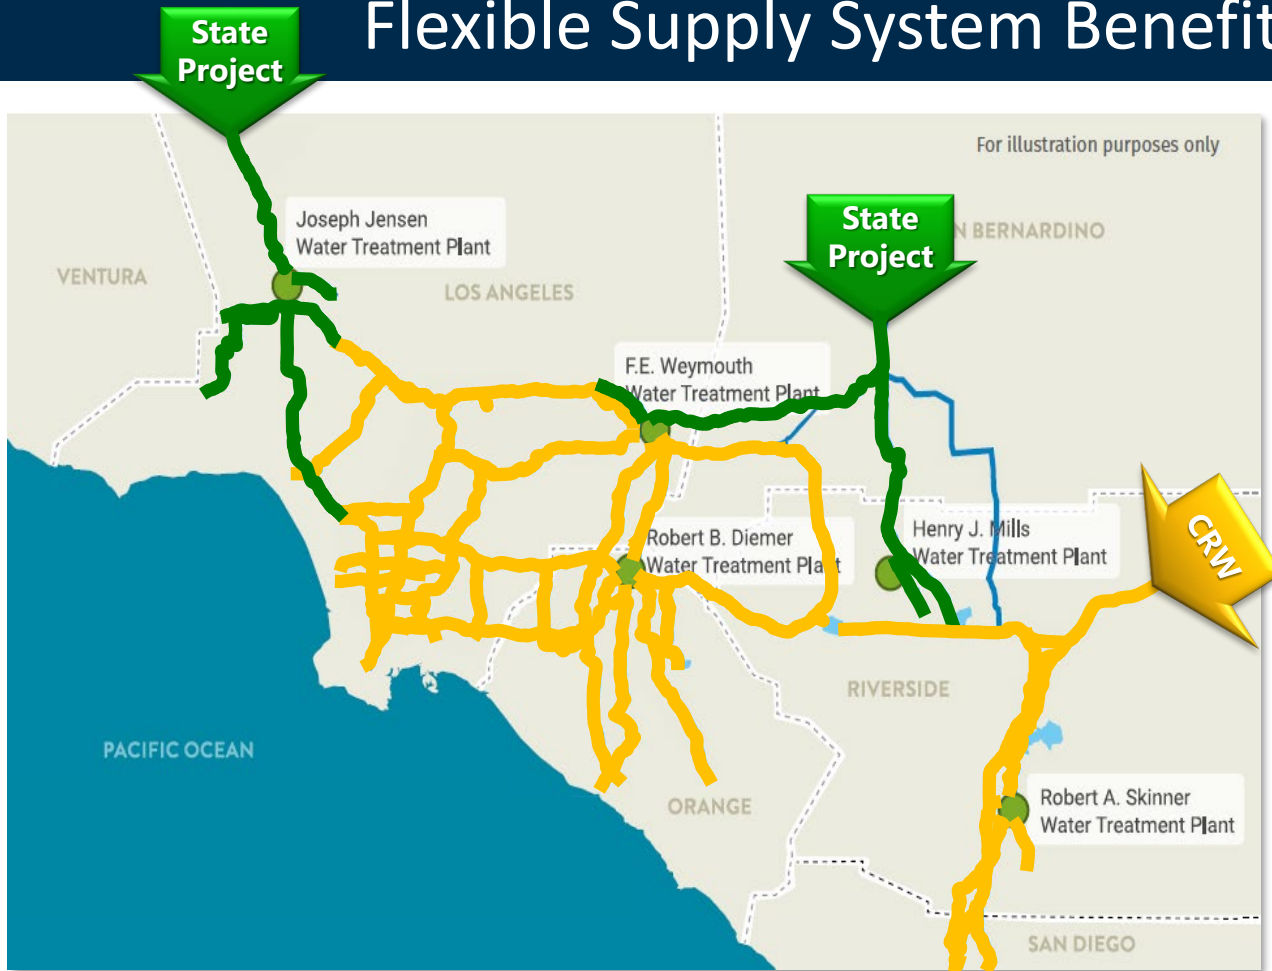 Flexible Supply System Benefit
State
Project
For illustration purposes only
Joseph Jensen
Water Treatment Plant
State
Project
N BERNARDINO
VENTURA
LOS ANGELES
F.E. Weymouth
Water Treatment Plant
CRW
Robert B. Diemer
Water Treatment Plant
Henry J. Mills
Water Treatment Plant
RIVERSIDE
PACIFIC OCEAN
ORANGE
Robert A. Skinner
Water Treatment Plant
SAN DIEGO